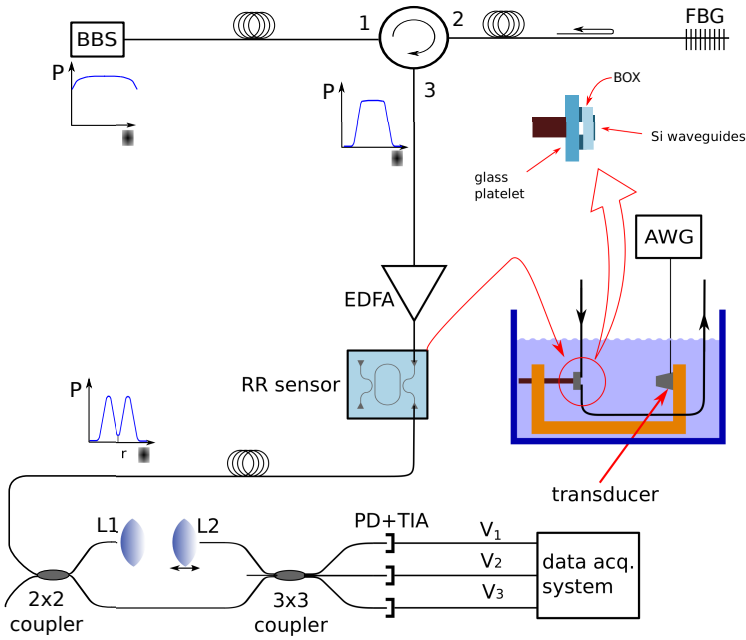 BBS
1
2
FBG
P
P
3
BOX
Si waveguides
glass
platelet
AWG
EDFA
RR sensor
P
r
transducer
L1
L2
PD+TIA
V1
V2
V3
data acq.
system
2x2
coupler
3x3
coupler